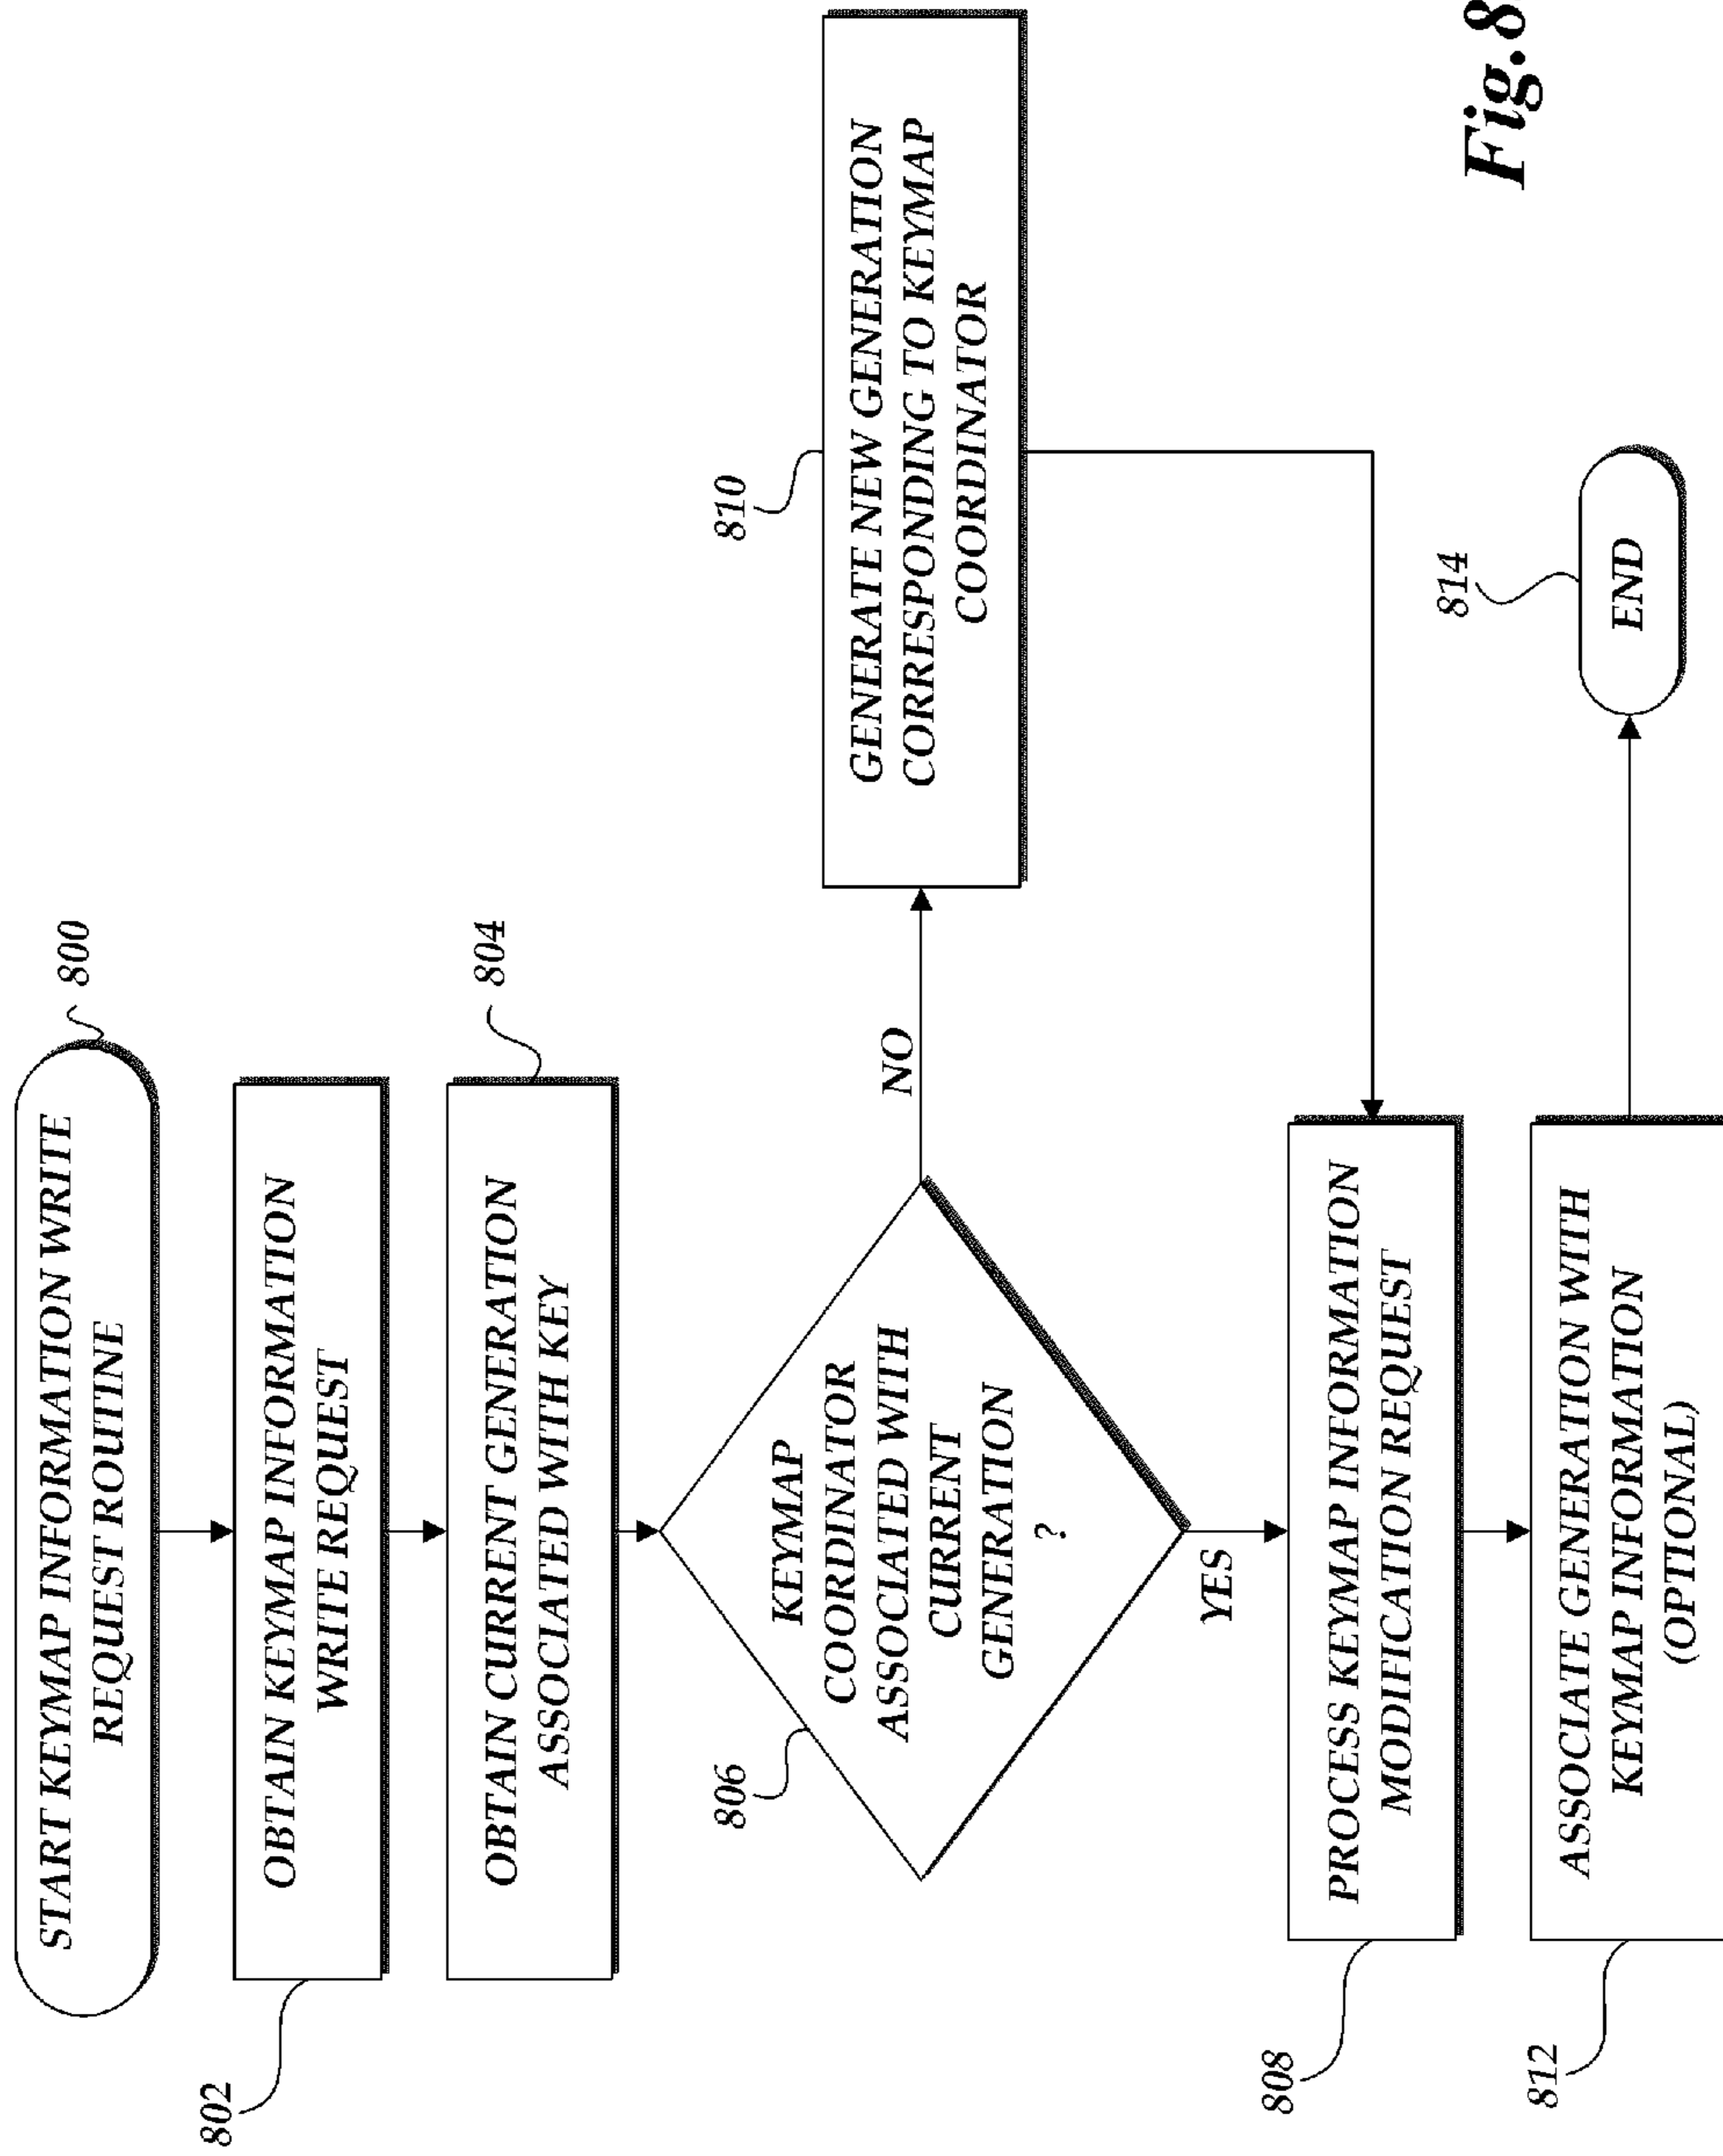 START KEYMAP INFORMATION WRITE
REQUEST ROUTINE
800
OBTAIN KEYMAP INFORMATION
WRITE REQUEST
802
OBTAIN CURRENT GENERATION
ASSOCIATED WITH KEY
804
KEYMAP
COORDINATOR
ASSOCIATED WITH
CURRENT
GENERATION
?
806
NO
YES
GENERATE NEW GENERATION
CORRESPONDING TO KEYMAP
COORDINATOR
810
PROCESS KEYMAP INFORMATION
MODIFICATION REQUEST
808
ASSOCIATE GENERATION WITH
KEYMAP INFORMATION
(OPTIONAL)
812
END
814
Fig.8